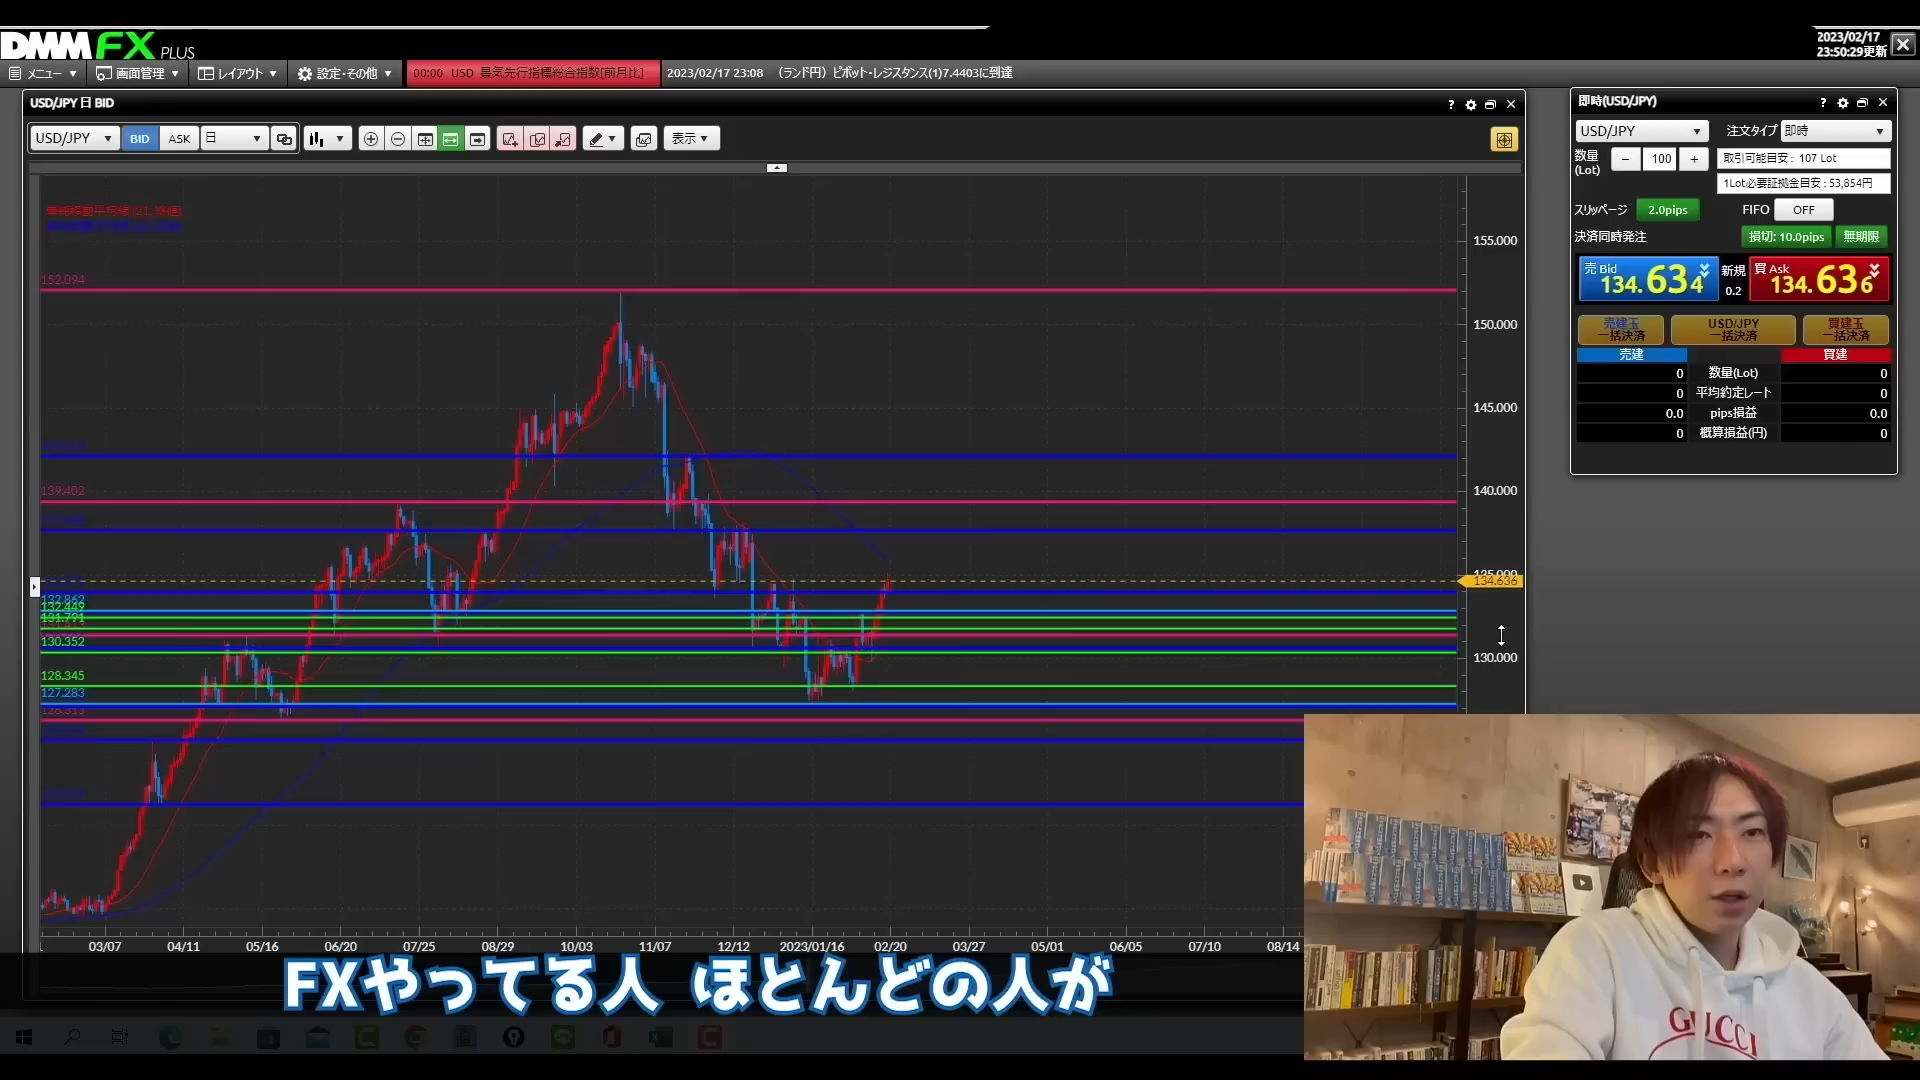 DMM FX PLUS
2023/02/17
23:50:29更新
メニュー
画面管理
レイアウト
設定・その他
00:00 USD 景気先行指標総合指数[前月比]
2023/02/17 23:08 (ランド円) ピボット・レジスタンス(1)7.4403に到達
USD/JPY 日 BID
USD/JPY
BID
ASK
日
表示
152.094
139.402
132.862
132.449
131.791
130.352
128.345
127.283
155.000
150.000
145.000
140.000
135.000
134.636
130.000
03/07
04/11
05/16
06/20
07/25
08/29
10/03
11/07
12/12
2023/01/16
02/20
03/27
05/01
06/05
07/10
08/14
即時(USD/JPY)
USD/JPY
注文タイプ
即時
数量
(Lot)
100
取引可能目安: 107 Lot
1Lot必要証拠金目安: 53,854円
スリッページ
2.0pips
FIFO
OFF
決済同時発注
損切: 10.0pips
無期限
売 Bid
134.634
新規
0.2
買 Ask
134.636
売建玉
一括決済
USD/JPY
一括決済
買建玉
一括決済
売建
買建
0 数量(Lot) 0
0 平均約定レート 0
0.0 pips損益 0.0
0 概算損益(円) 0
FXやってる人 ほとんどの人が
GUCCI